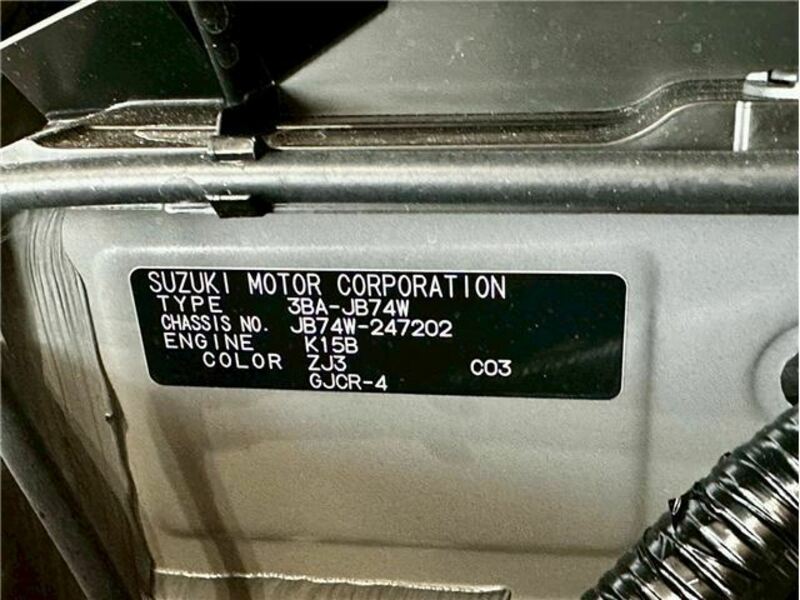 SUZUKI MOTOR CORPORATION
TYPE 3BA-JB74W
CHASSIS NO. JB74W-247202
ENGINE K15B
COLOR ZJ3 C03
GJCR-4